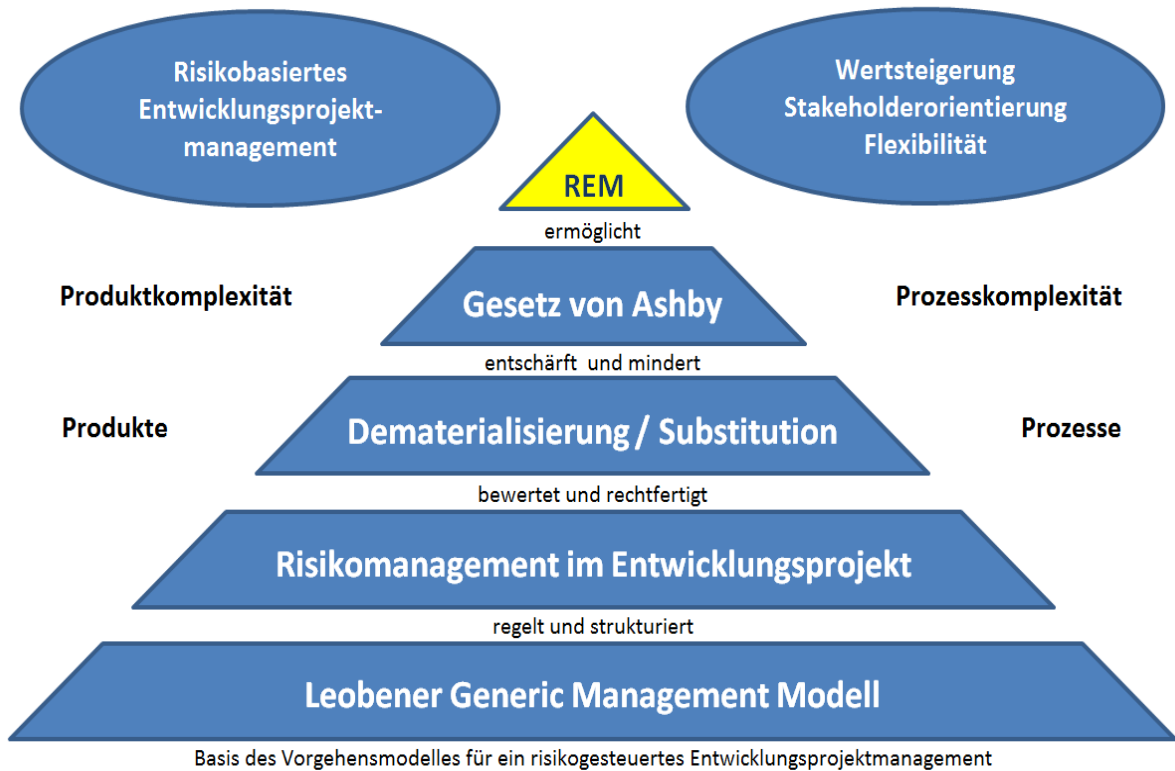 Risikobasiertes
Entwicklungsprojekt-
management
Wertsteigerung
Stakeholderorientierung
Flexibilität
REM
ermöglicht
Produktkomplexität
Gesetz von Ashby
Prozesskomplexität
entschärft und mindert
Produkte
Dematerialisierung / Substitution
Prozesse
bewertet und rechtfertigt
Risikomanagement im Entwicklungsprojekt
regelt und strukturiert
Leobener Generic Management Modell
Basis des Vorgehensmodelles für ein risikogesteuertes Entwicklungsprojektmanagement